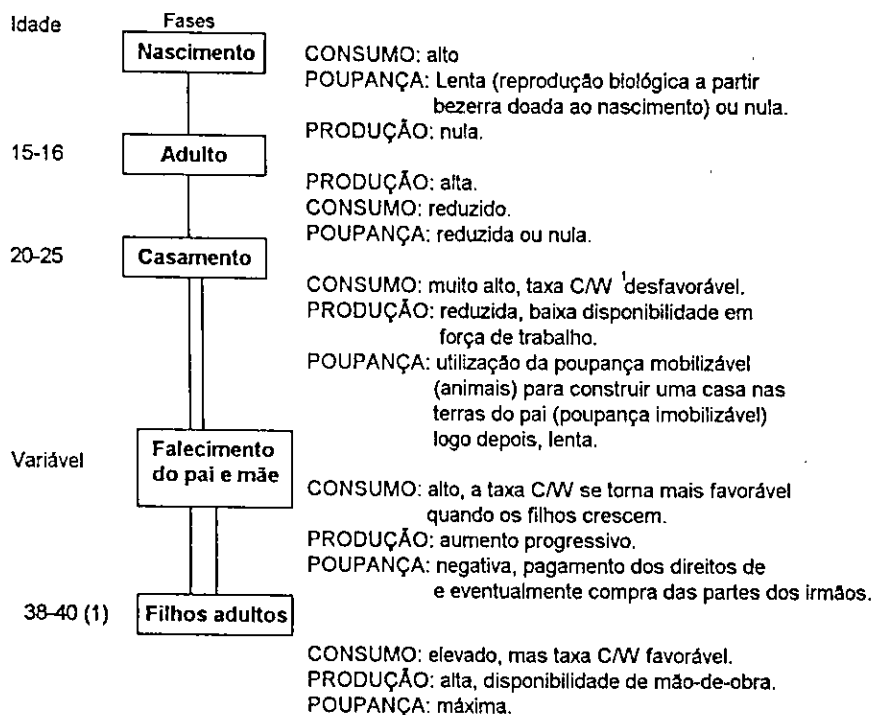 Idade Fases
Nascimento
CONSUMO: alto
POUPANÇA: Lenta (reprodução biológica a partir
bezerra doada ao nascimento) ou nula.
PRODUÇÃO: nula.
15-16 Adulto
PRODUÇÃO: alta.
CONSUMO: reduzido.
POUPANÇA: reduzida ou nula.
20-25 Casamento
CONSUMO: muito alto, taxa C/W ¹desfavorável.
PRODUÇÃO: reduzida, baixa disponibilidade em
força de trabalho.
POUPANÇA: utilização da poupança mobilizável
(animais) para construir uma casa nas
terras do pai (poupança imobilizável)
logo depois, lenta.
Variável Falecimento
do pai e mãe
CONSUMO: alto, a taxa C/W se torna mais favorável
quando os filhos crescem.
PRODUÇÃO: aumento progressivo.
POUPANÇA: negativa, pagamento dos direitos de
e eventualmente compra das partes dos irmãos.
38-40 (1) Filhos adultos
CONSUMO: elevado, mas taxa C/W favorável.
PRODUÇÃO: alta, disponibilidade de mão-de-obra.
POUPANÇA: máxima.